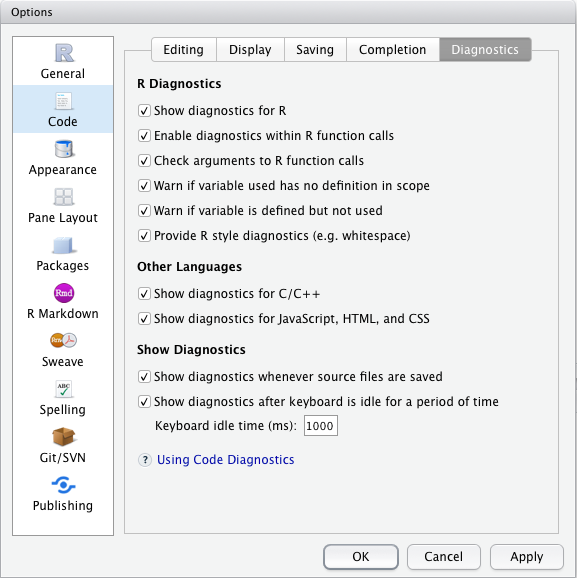 Options
General
Code
Appearance
Pane Layout
Packages
Rmd
R Markdown
Sweave
ABC
Spelling
Git/SVN
Publishing
Editing Display Saving Completion Diagnostics
R Diagnostics
Show diagnostics for R
Enable diagnostics within R function calls
Check arguments to R function calls
Warn if variable used has no definition in scope
Warn if variable is defined but not used
Provide R style diagnostics (e.g. whitespace)
Other Languages
Show diagnostics for C/C++
Show diagnostics for JavaScript, HTML, and CSS
Show Diagnostics
Show diagnostics whenever source files are saved
Show diagnostics after keyboard is idle for a period of time
Keyboard idle time (ms): 1000
? Using Code Diagnostics
OK Cancel Apply